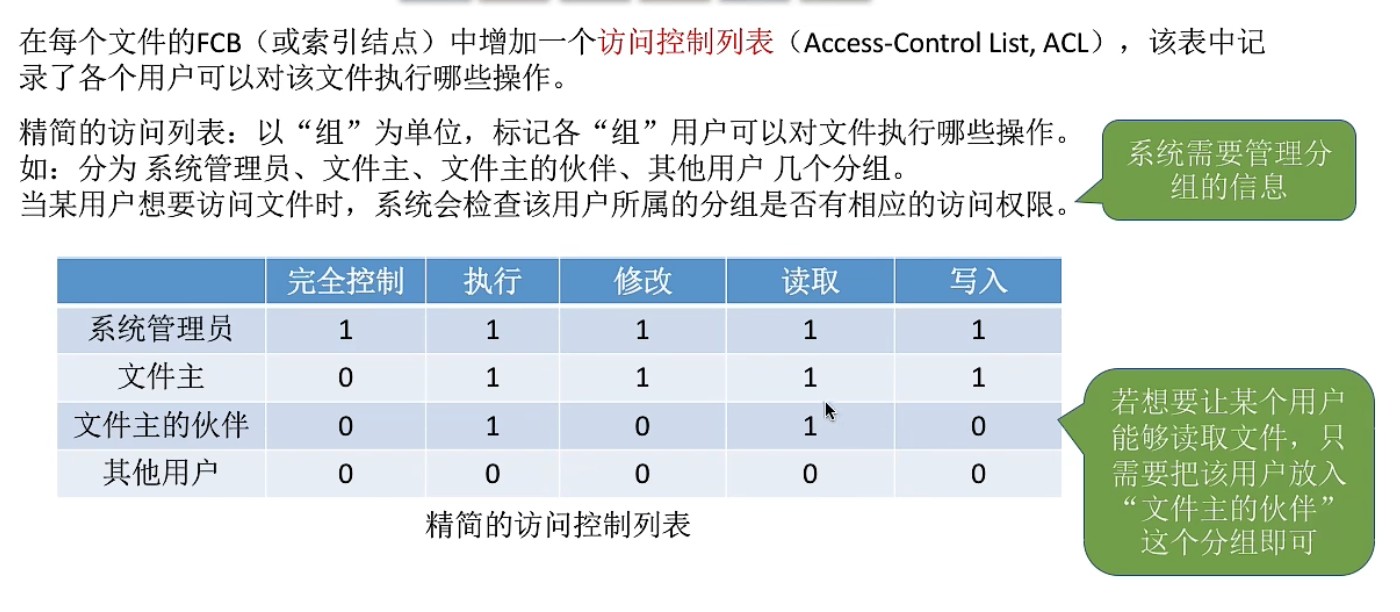 在每个文件的FCB（或索引结点）中增加一个访问控制列表（Access-Control List, ACL），该表中记
录了各个用户可以对该文件执行哪些操作。
精简的访问列表：以“组”为单位，标记各“组”用户可以对文件执行哪些操作。
如：分为 系统管理员、文件主、文件主的伙伴、其他用户 几个分组。
当某用户想要访问文件时，系统会检查该用户所属的分组是否有相应的访问权限。
系统需要管理分
组的信息
完全控制 执行 修改 读取 写入
系统管理员 1 1 1 1 1
文件主 0 1 1 1 1
文件主的伙伴 0 1 0 1 0
其他用户 0 0 0 0 0
精简的访问控制列表
若想要让某个用户
能够读取文件，只
需要把该用户放入
“文件主的伙伴”
这个分组即可